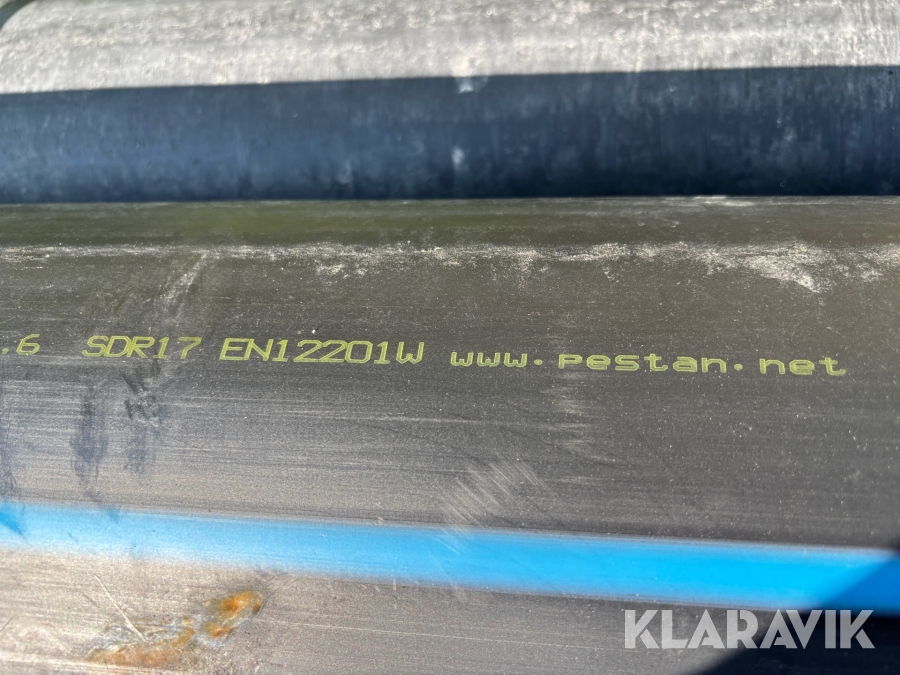 .6 SDR17 EN12201W www.pestan.net
KLARAVIK